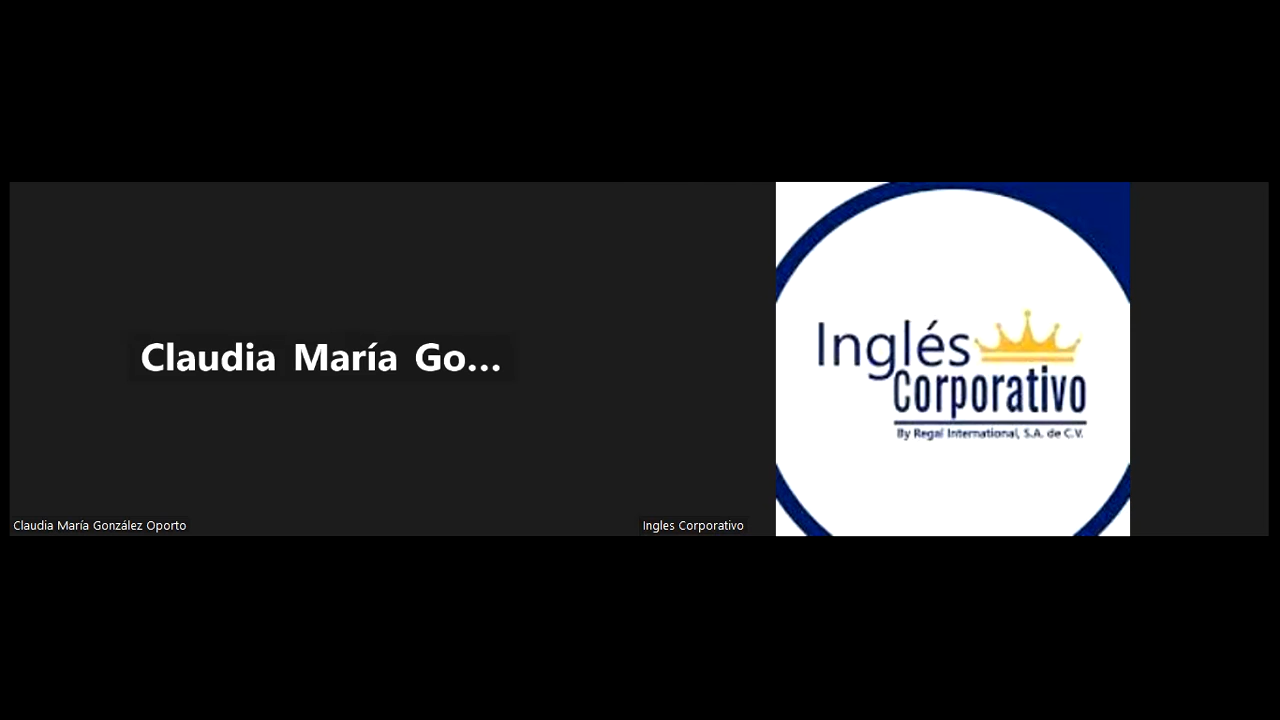 Claudia María Go...
Claudia María González Oporto
Inglés
Corporativo
By Regal International, S.A. de C.V.
Ingles Corporativo